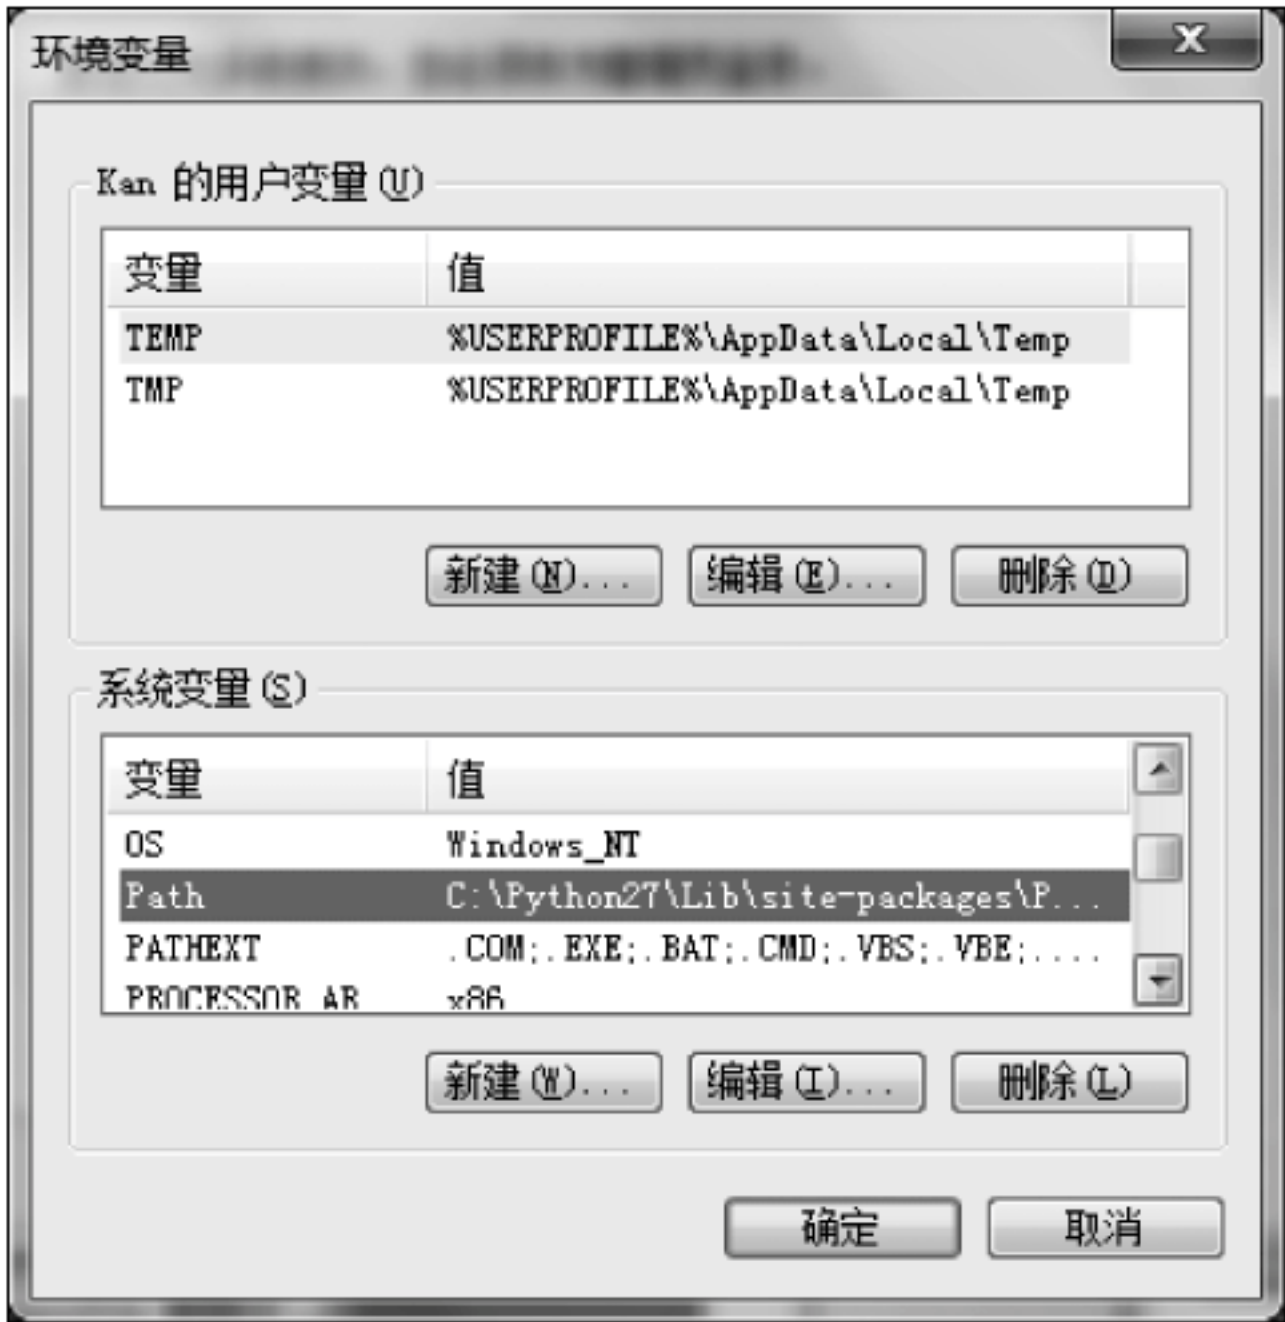 环境变量
Kan 的用户变量(U)
变量 值
TEMP %USERPROFILE%\AppData\Local\Temp
TMP %USERPROFILE%\AppData\Local\Temp
新建(N)... 编辑(E)... 删除(D)
系统变量(S)
变量 值
OS Windows_NT
Path C:\Python27\Lib\site-packages\P...
PATHEXT .COM;.EXE;.BAT;.CMD;.VBS;.VBE;....
PROCESSOR_AR x86
新建(W)... 编辑(I)... 删除(L)
确定 取消